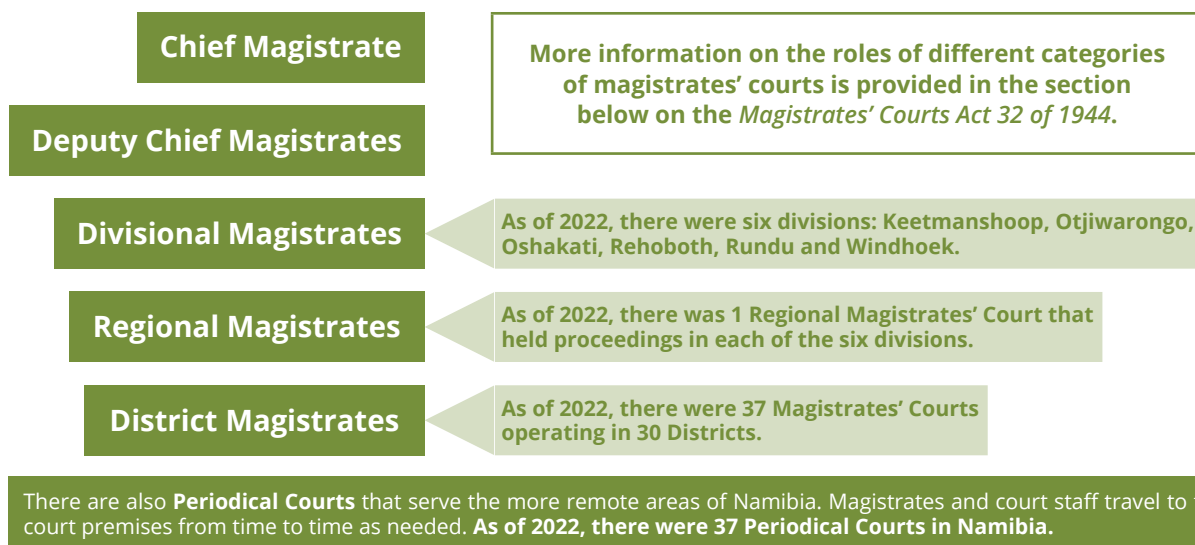 Chief Magistrate
More information on the roles of different categories
of magistrates’ courts is provided in the section
below on the Magistrates’ Courts Act 32 of 1944.
Deputy Chief Magistrates
Divisional Magistrates
As of 2022, there were six divisions: Keetmanshoop, Otjiwarongo,
Oshakati, Rehoboth, Rundu and Windhoek.
Regional Magistrates
As of 2022, there was 1 Regional Magistrates’ Court that
held proceedings in each of the six divisions.
District Magistrates
As of 2022, there were 37 Magistrates’ Courts
operating in 30 Districts.
There are also Periodical Courts that serve the more remote areas of Namibia. Magistrates and court staff travel to
court premises from time to time as needed. As of 2022, there were 37 Periodical Courts in Namibia.